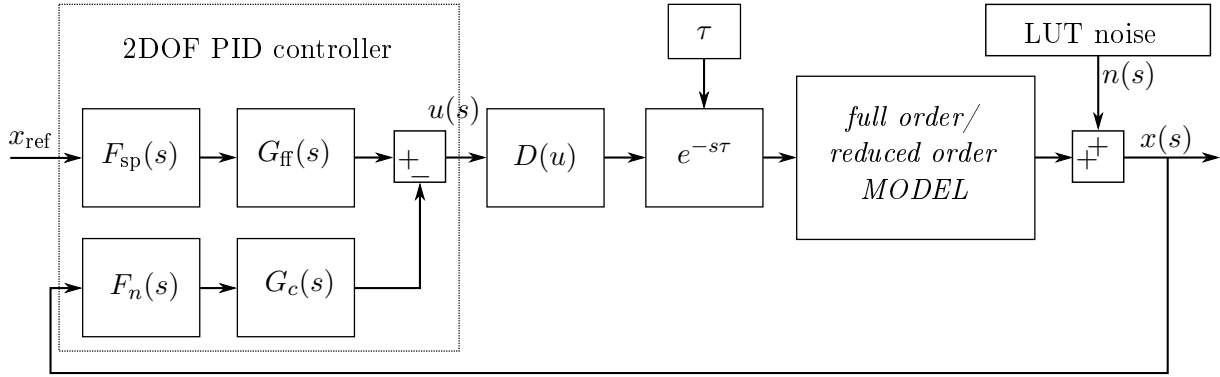 2DOF PID controller
τ
LUT noise
n(s)
x_ref
F_sp(s)
G_ff(s)
+
−
u(s)
D(u)
e^{-sτ}
full order/
reduced order
MODEL
+
+
x(s)
F_n(s)
G_c(s)